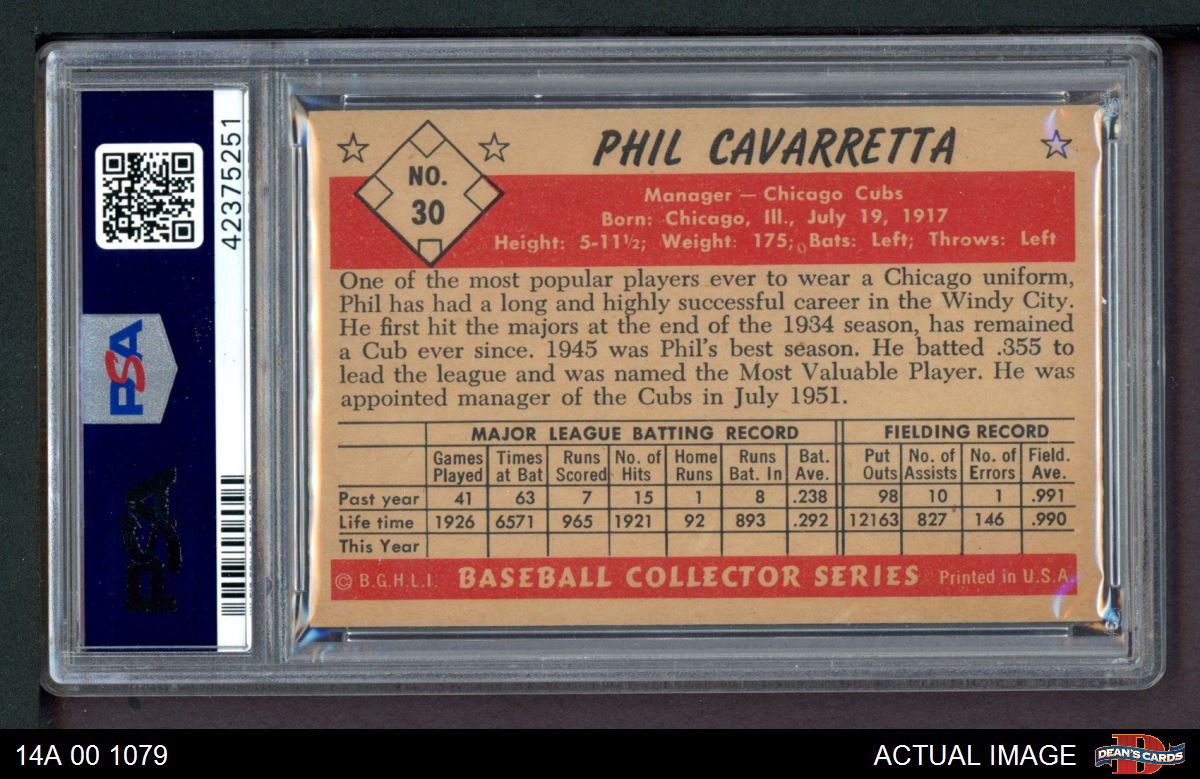 42375251
PSA
PSA
NO.
30
PHIL CAVARRETTA
Manager — Chicago Cubs
Born: Chicago, Ill., July 19, 1917
Height: 5-11½; Weight: 175; Bats: Left; Throws: Left
One of the most popular players ever to wear a Chicago uniform,
Phil has had a long and highly successful career in the Windy City.
He first hit the majors at the end of the 1934 season, has remained
a Cub ever since. 1945 was Phil's best season. He batted .355 to
lead the league and was named the Most Valuable Player. He was
appointed manager of the Cubs in July 1951.
MAJOR LEAGUE BATTING RECORD FIELDING RECORD
Games Times Runs No. of Home Runs Bat. Put No. of No. of Field.
Played at Bat Scored Hits Runs Bat. In Ave. Outs Assists Errors Ave.
Past year 41 63 7 15 1 8 .238 98 10 1 .991
Life time 1926 6571 965 1921 92 893 .292 12163 827 146 .990
This Year
© B.G.H.L.I. BASEBALL COLLECTOR SERIES Printed in U.S.A.
14A 00 1079
ACTUAL IMAGE
D
DEAN'S CARDS